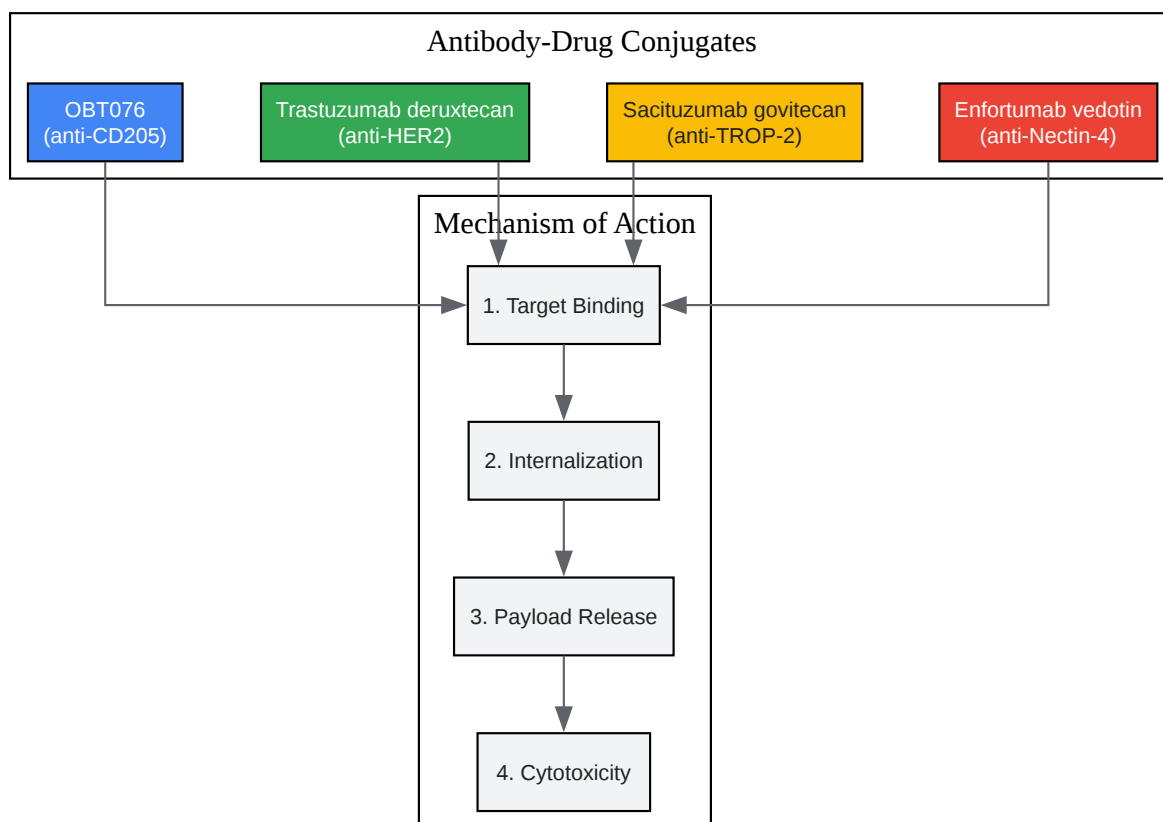 Antibody-Drug Conjugates
OBT076
(anti-CD205)
Trastuzumab deruxtecan
(anti-HER2)
Sacituzumab govitecan
(anti-TROP-2)
Enfortumab vedotin
(anti-Nectin-4)
Mechanism of Action
1. Target Binding
2. Internalization
3. Payload Release
4. Cytotoxicity